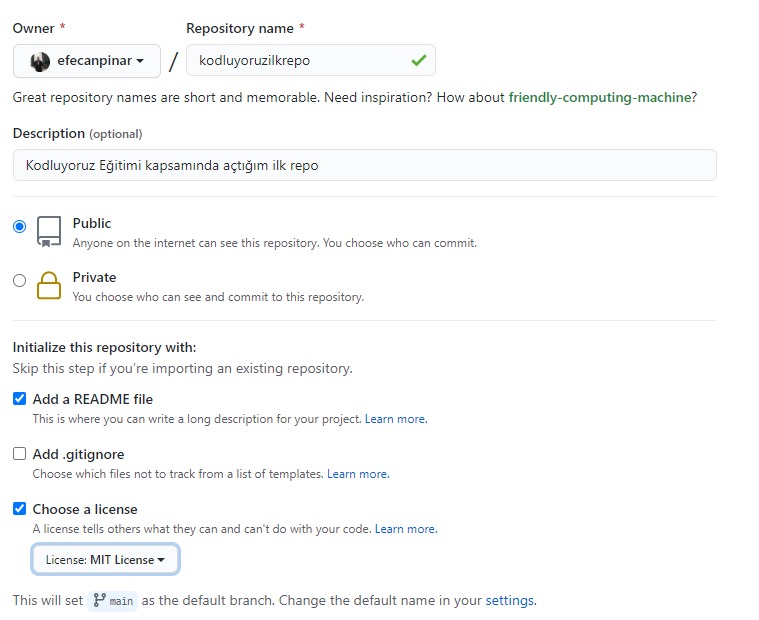 Owner * Repository name *
efecanpinar / kodluyoruzilkrepo
Great repository names are short and memorable. Need inspiration? How about friendly-computing-machine?
Description (optional)
Kodluyoruz Eğitimi kapsamında açtığım ilk repo
Public
Anyone on the internet can see this repository. You choose who can commit.
Private
You choose who can see and commit to this repository.
Initialize this repository with:
Skip this step if you're importing an existing repository.
Add a README file
This is where you can write a long description for your project. Learn more.
Add .gitignore
Choose which files not to track from a list of templates. Learn more.
Choose a license
A license tells others what they can and can't do with your code. Learn more.
License: MIT License
This will set main as the default branch. Change the default name in your settings.